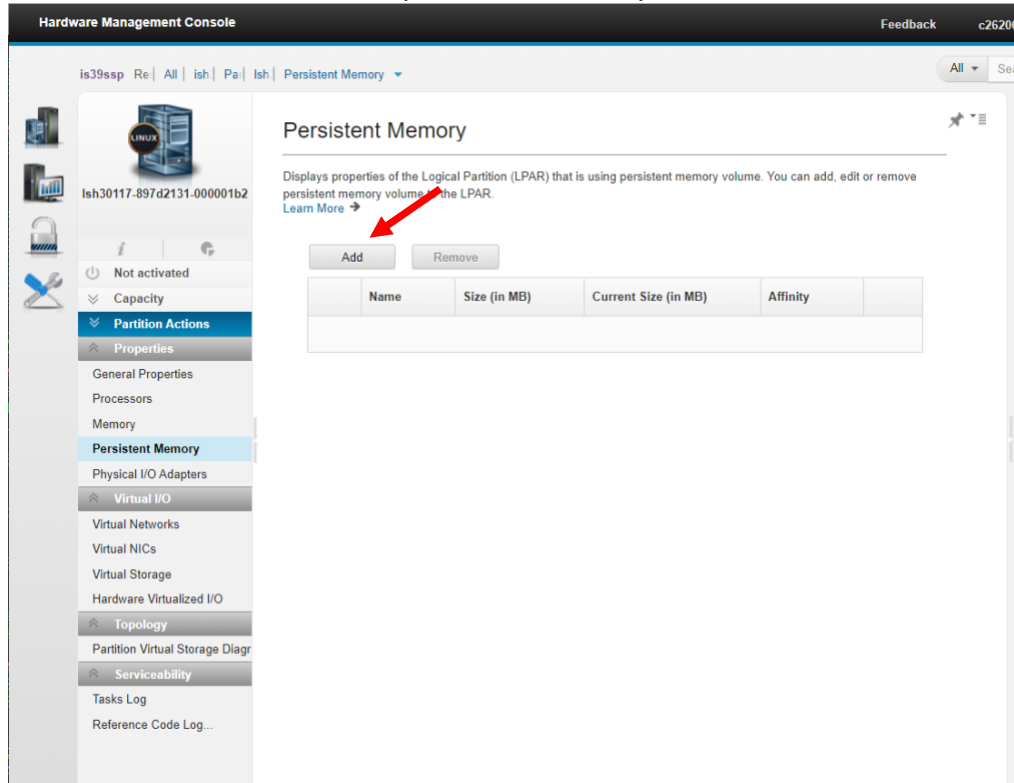 Hardware Management Console
Feedback
is39ssp Re All ish Pa Ish Persistent Memory
All
LINUX
lsh30117-897d2131-000001b2
Not activated
Capacity
Partition Actions
Properties
General Properties
Processors
Memory
Persistent Memory
Physical I/O Adapters
Virtual I/O
Virtual Networks
Virtual NICs
Virtual Storage
Hardware Virtualized I/O
Topology
Partition Virtual Storage Diagr
Serviceability
Tasks Log
Reference Code Log...
Persistent Memory
Displays properties of the Logical Partition (LPAR) that is using persistent memory volume. You can add, edit or remove
persistent memory volume to the LPAR.
Learn More
Add Remove
Name Size (in MB) Current Size (in MB) Affinity